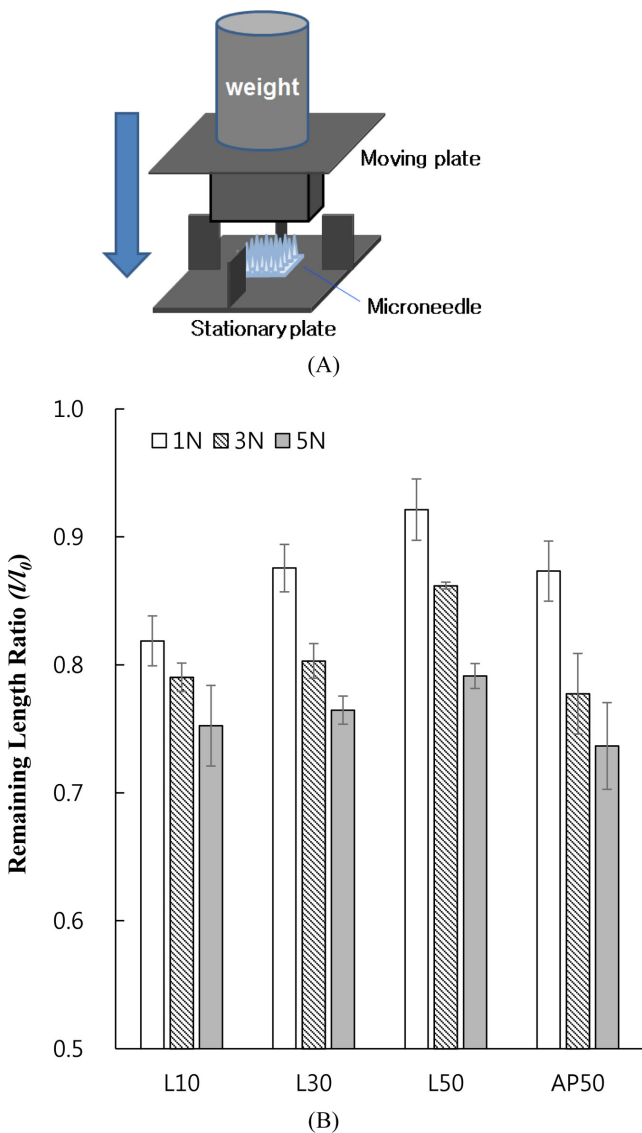 weight
Moving plate
Microneedle
Stationary plate
(A)
Remaining Length Ratio (l/l0)
1.0
0.9
0.8
0.7
0.6
0.5
1N 3N 5N
L10 L30 L50 AP50
(B)